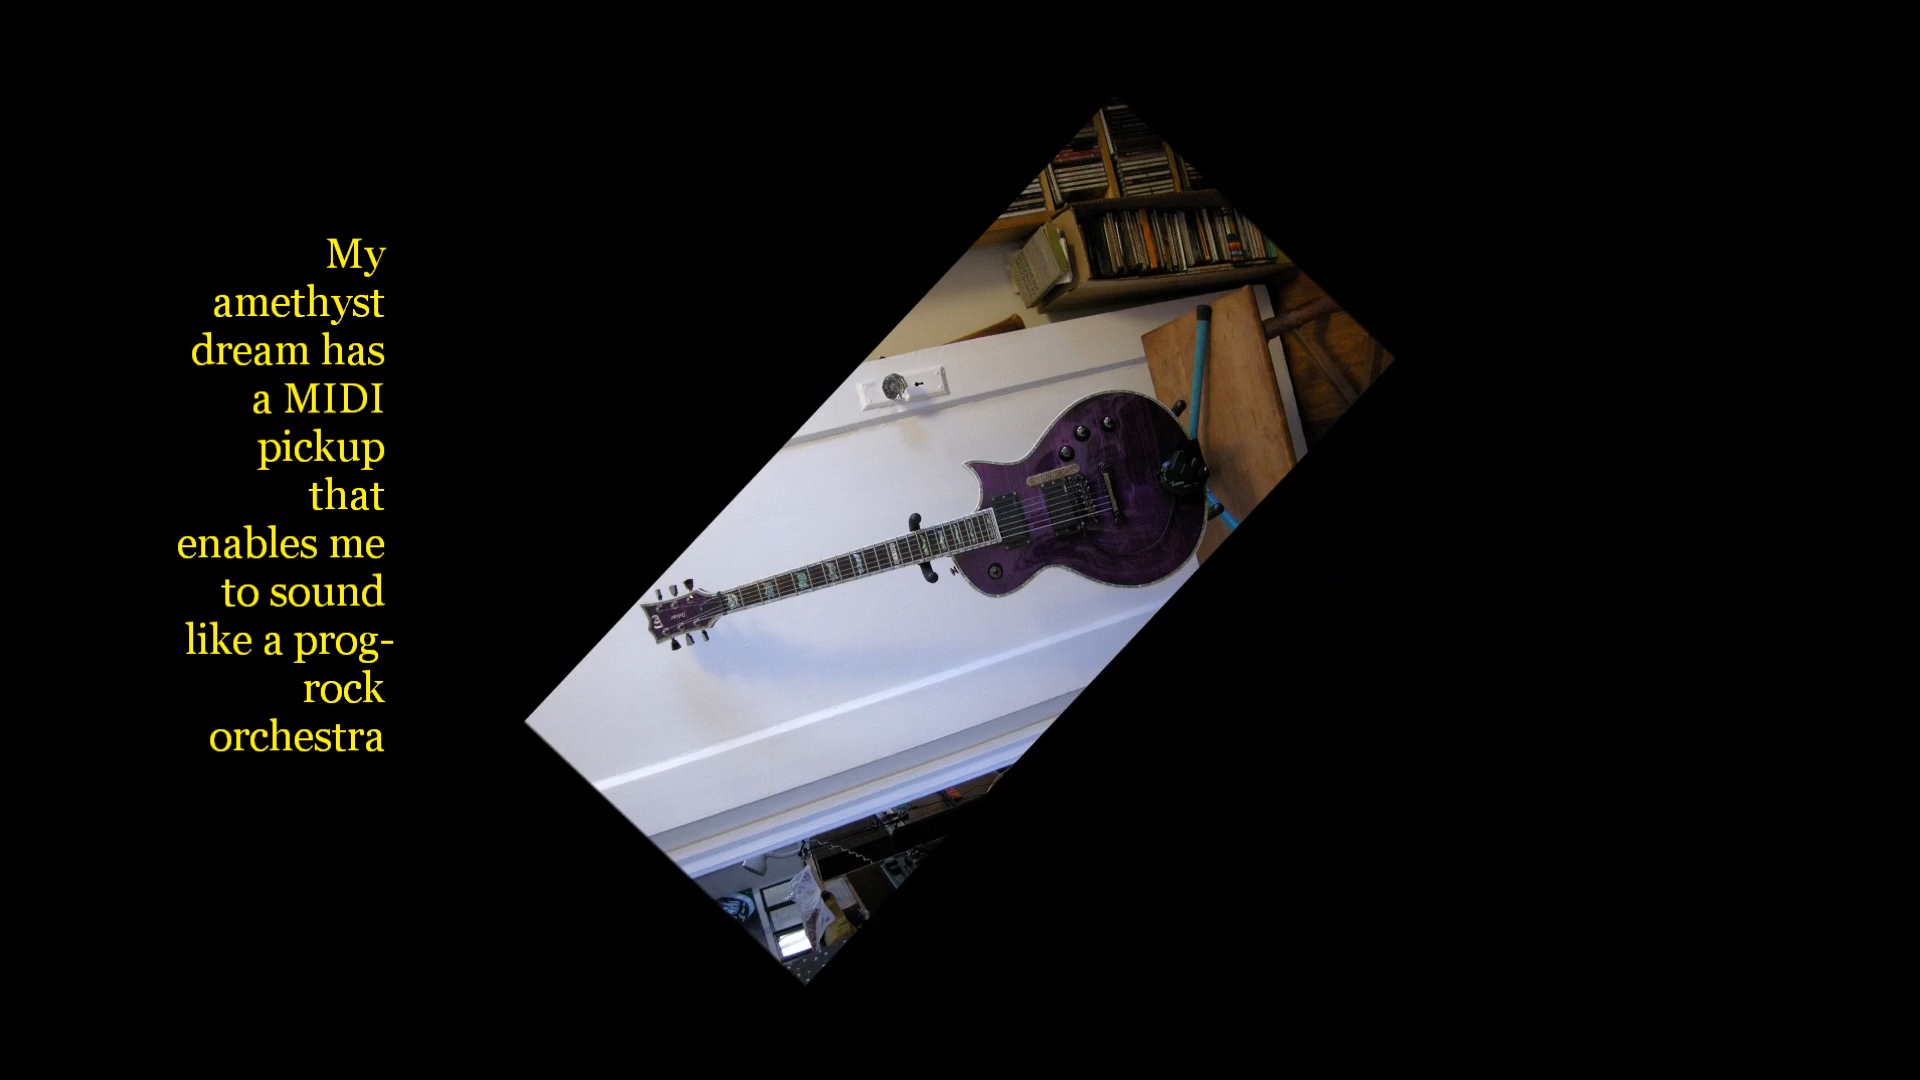 My
amethyst
dream has
a MIDI
pickup
that
enables me
to sound
like a prog-
rock
orchestra